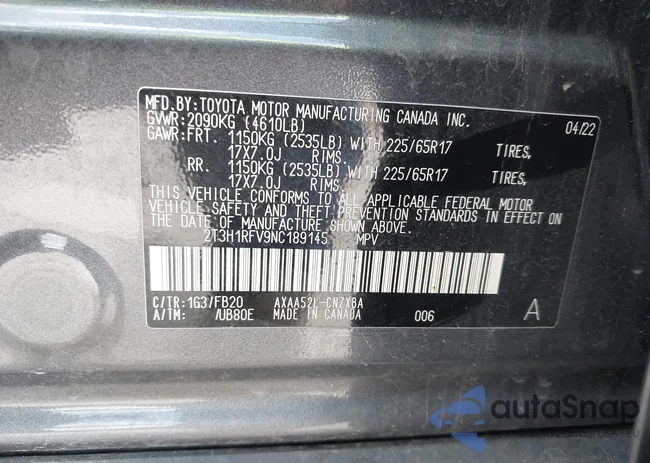 MFD.BY:TOYOTA MOTOR MANUFACTURING CANADA INC.
GVWR:2090KG (4610LB) 04/22
GAWR:FRT. 1150KG (2535LB) WITH 225/65R17 TIRES,
17X7.0J RIMS.
RR. 1150KG (2535LB) WITH 225/65R17 TIRES,
17X7.0J RIMS.
THIS VEHICLE CONFORMS TO ALL APPLICABLE FEDERAL MOTOR
VEHICLE SAFETY AND THEFT PREVENTION STANDARDS IN EFFECT ON
THE DATE OF MANUFACTURE SHOWN ABOVE.
2T3H1RFV9NC189145 MPV
C/TR:1G3/FB20 AXAA52L-CNZXBA
A/TM: /UB80E MADE IN CANADA 006 A
autoSnap